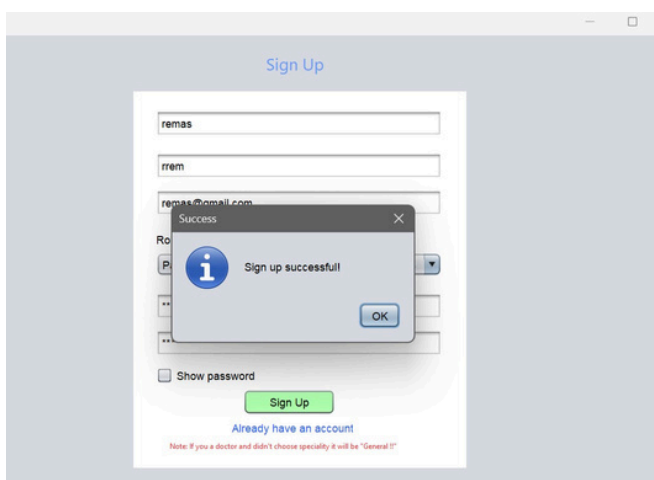 Sign Up
remas
rrem
remas@gmail.com
Success
Sign up successful!
OK
Show password
Sign Up
Already have an account
Note: If you a doctor and didn't choose speciality it will be "General !!"